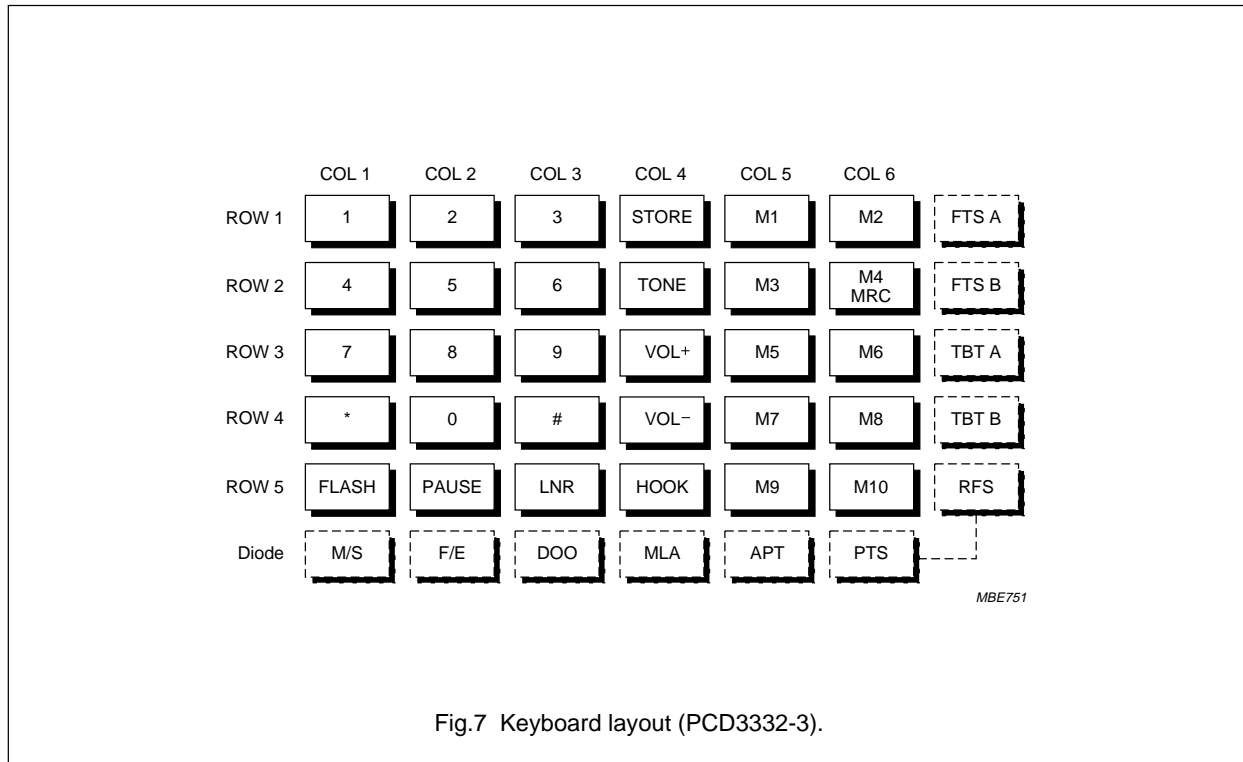 COL 1 COL 2 COL 3 COL 4 COL 5 COL 6
ROW 1 1 2 3 STORE M1 M2 FTS A
ROW 2 4 5 6 TONE M3 M4 MRC FTS B
ROW 3 7 8 9 VOL+ M5 M6 TBT A
ROW 4 * 0 # VOL− M7 M8 TBT B
ROW 5 FLASH PAUSE LNR HOOK M9 M10 RFS
Diode M/S F/E DOO MLA APT PTS
MBE751
Fig.7 Keyboard layout (PCD3332-3).